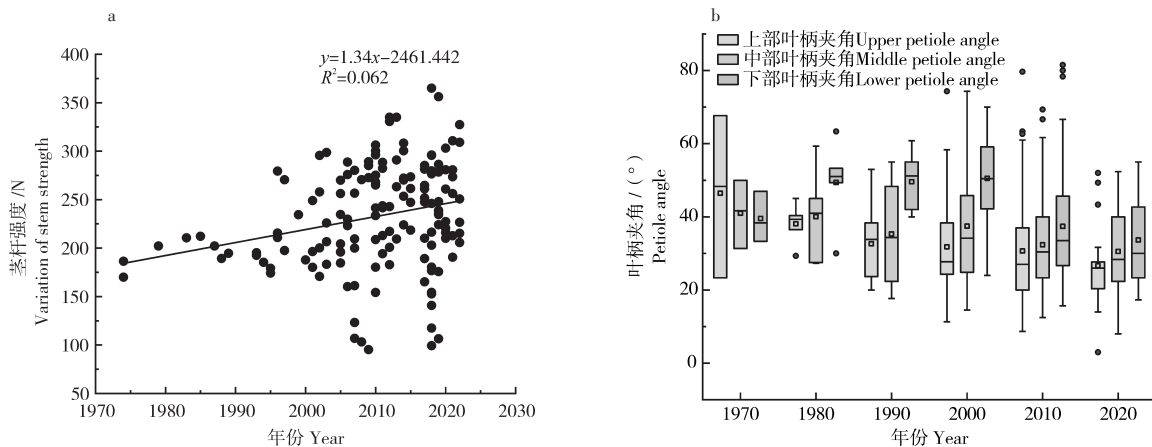 a
y=1.34x-2461.442
R²=0.062
茎杆强度 /N
Variation of stem strength
400
350
300
250
200
150
100
50
1970
1980
1990
2000
2010
2020
2030
年份 Year
b
上部叶柄夹角Upper petiole angle
中部叶柄夹角Middle petiole angle
下部叶柄夹角Lower petiole angle
叶柄夹角 / (°)
Petiole angle
80
60
40
20
0
1970
1980
1990
2000
2010
2020
年份 Year